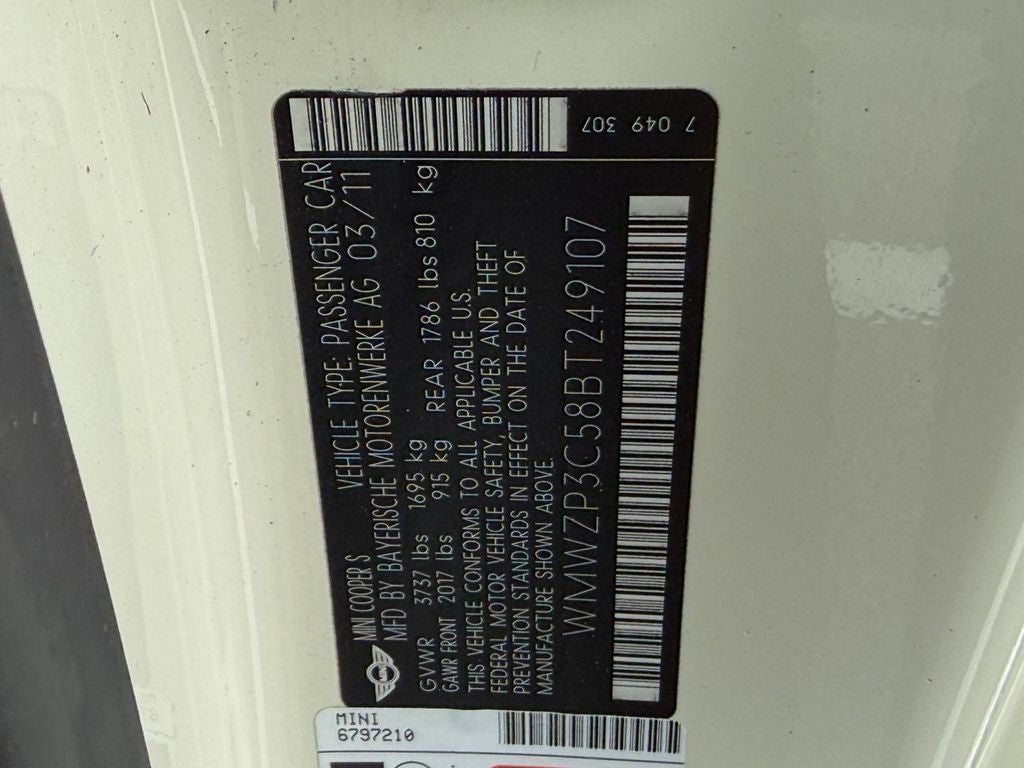 MINI COOPER S VEHICLE TYPE: PASSENGER CAR
MFD BY BAYERISCHE MOTORENWERKE AG 03/11
GVWR 3737 lbs 1695 kg
GAWR FRONT 2017 lbs 915 kg REAR 1786 lbs 810 kg
THIS VEHICLE CONFORMS TO ALL APPLICABLE U.S.
FEDERAL MOTOR VEHICLE SAFETY, BUMPER AND THEFT
PREVENTION STANDARDS IN EFFECT ON THE DATE OF
MANUFACTURE SHOWN ABOVE.
WMWZP3C58BT249107
7 049 307
MINI
6797210